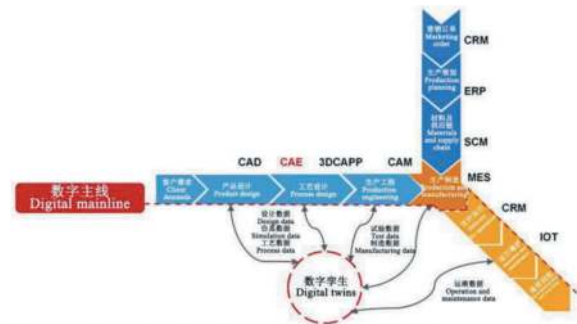 营销订单
Marketing
order
CRM
生产规划
Production
planning
ERP
材料及
供应链
Materials
and supply
chain
SCM
CAD
CAE
3DCAPP
CAM
MES
数字主线
Digital mainline
客户需求
Client
demands
产品设计
Product design
工艺设计
Process design
生产工程
Production
engineering
生产制造
Production and
manufacturing
CRM
IOT
设计数据
Design data
仿真数据
Simulation data
工艺数据
Process data
试验数据
Test data
制造数据
Manufacturing data
数字孪生
Digital twins
运维数据
Operation and
maintenance data